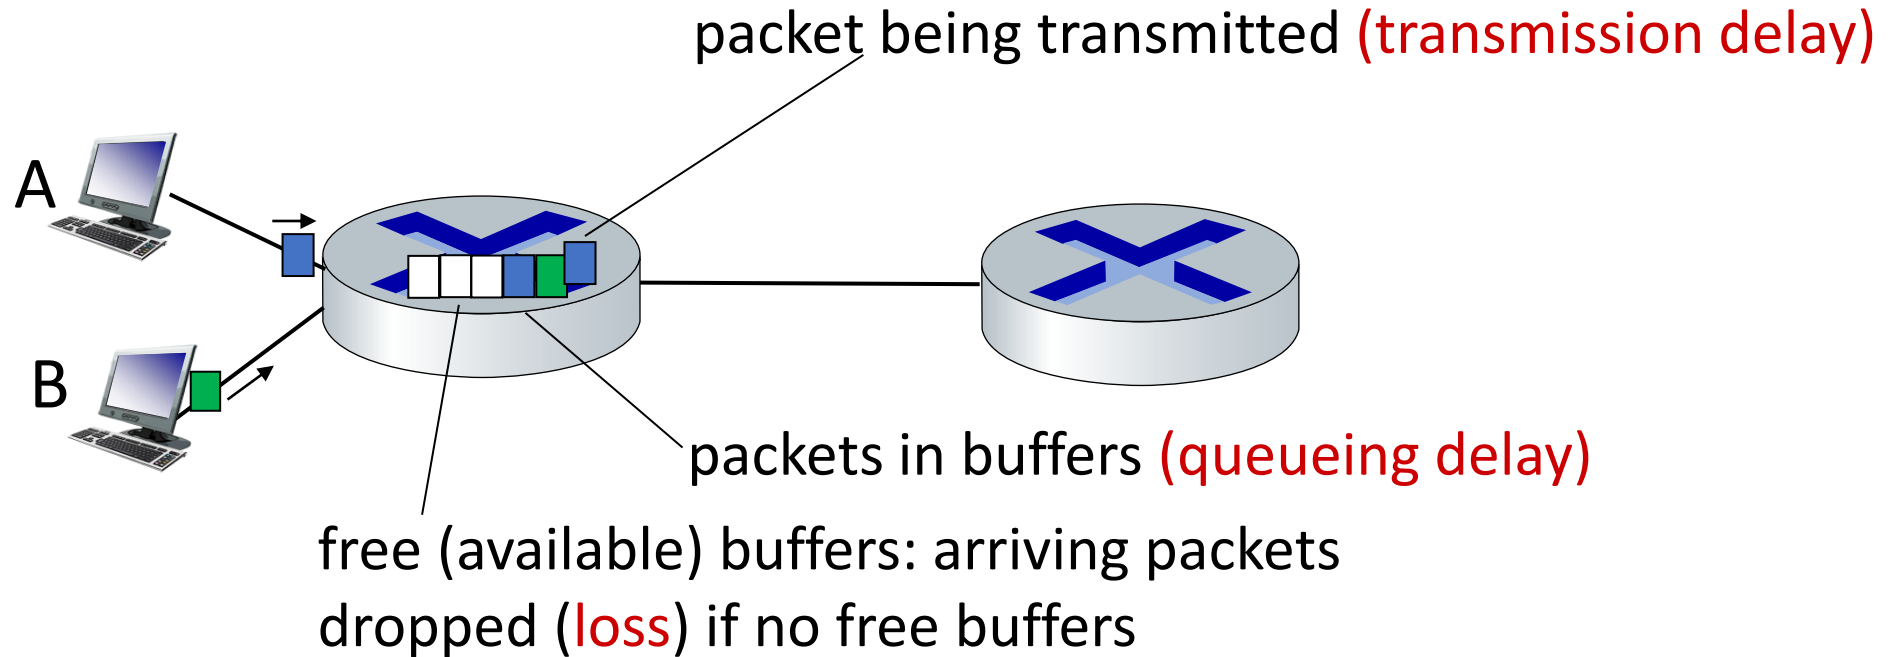 packet being transmitted (transmission delay)
A
B
packets in buffers (queueing delay)
free (available) buffers: arriving packets
dropped (loss) if no free buffers